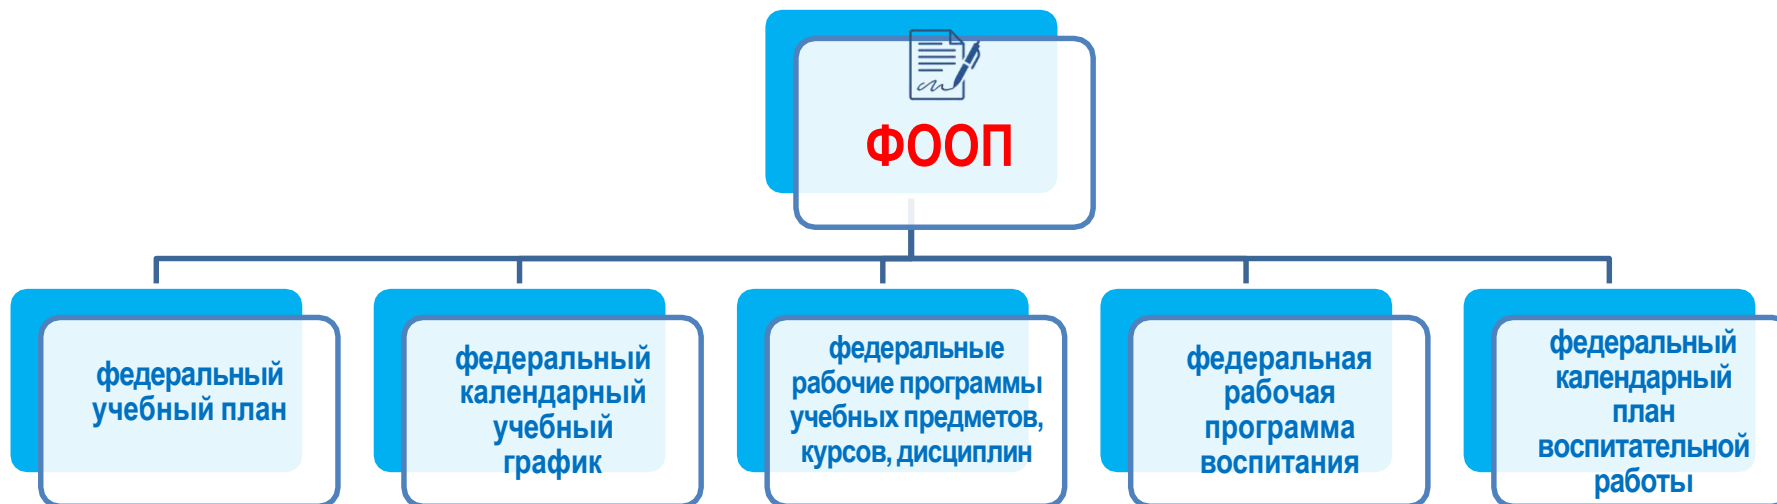 ФООП
федеральный
учебный план
федеральный
календарный
учебный
график
федеральные
рабочие программы
учебных предметов,
курсов, дисциплин
федеральная
рабочая
программа
воспитания
федеральный
календарный
план
воспитательной
работы